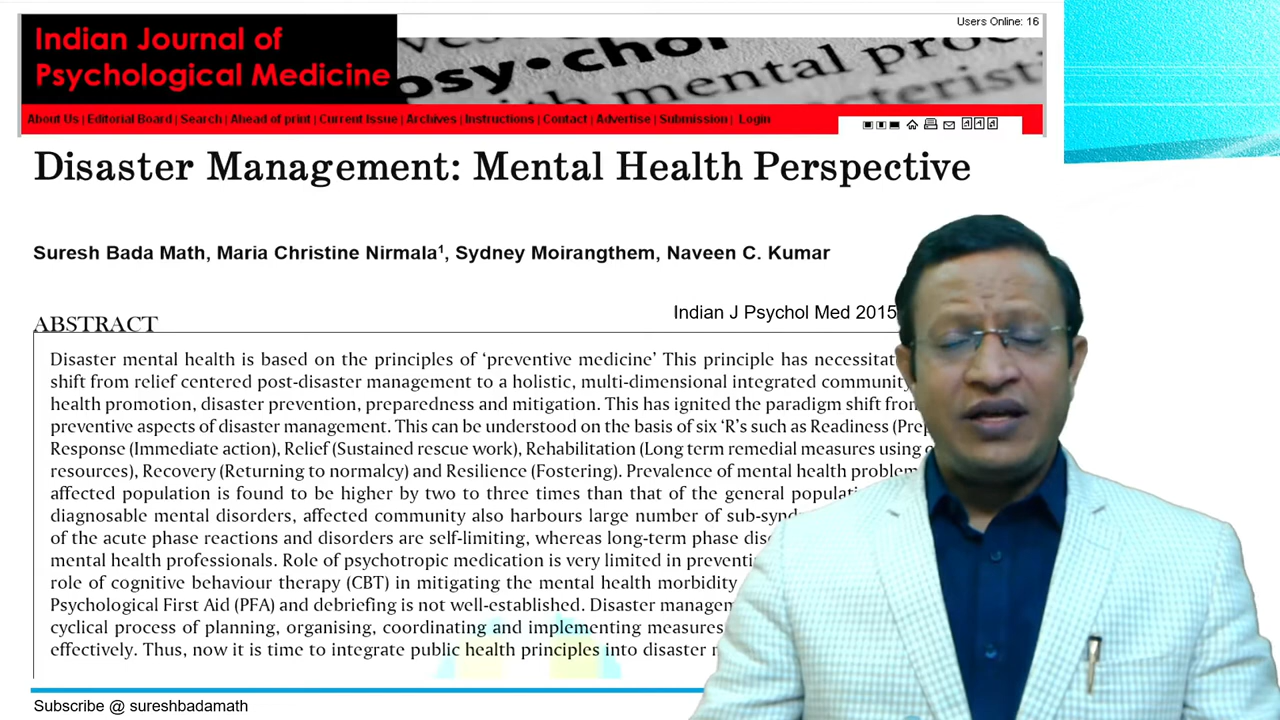 Users Online: 16
Indian Journal of
Psychological Medicine
psy•chol
mental proc
characteristi
About Us | Editorial Board | Search | Ahead of print | Current Issue | Archives | Instructions | Contact | Advertise | Submission | Login
Disaster Management: Mental Health Perspective
Suresh Bada Math, Maria Christine Nirmala¹, Sydney Moirangthem, Naveen C. Kumar
Indian J Psychol Med 2015
ABSTRACT
Disaster mental health is based on the principles of ‘preventive medicine’ This principle has
shift from relief centered post-disaster management to a holistic, multi-dimensional integrated community
health promotion, disaster prevention, preparedness and mitigation. This has ignited the paradigm shift
preventive aspects of disaster management. This can be understood on the basis of six ‘R’s such as Readiness
Response (Immediate action), Relief (Sustained rescue work), Rehabilitation (Long term remedial measures using
resources), Recovery (Returning to normalcy) and Resilience (Fostering). Prevalence of mental health
affected population is found to be higher by two to three times than that of the general
diagnosable mental disorders, affected community also harbours large number of
of the acute phase reactions and disorders are self-limiting, whereas long-term phase
mental health professionals. Role of psychotropic medication is very limited in
role of cognitive behaviour therapy (CBT) in mitigating the mental health morbidity
Psychological First Aid (PFA) and debriefing is not well-established. Disaster
cyclical process of planning, organising, coordinating and implementing measures
effectively. Thus, now it is time to integrate public health principles into disaster
Subscribe @ sureshbadamath